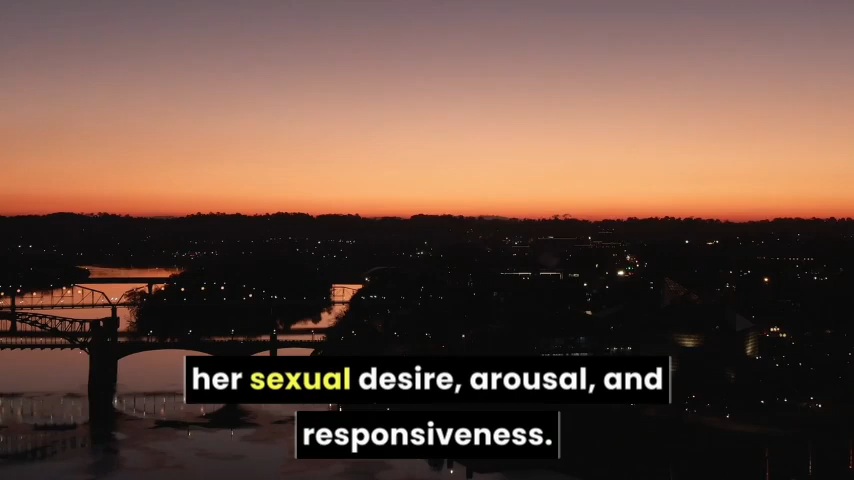 her sexual desire, arousal, and
responsiveness.